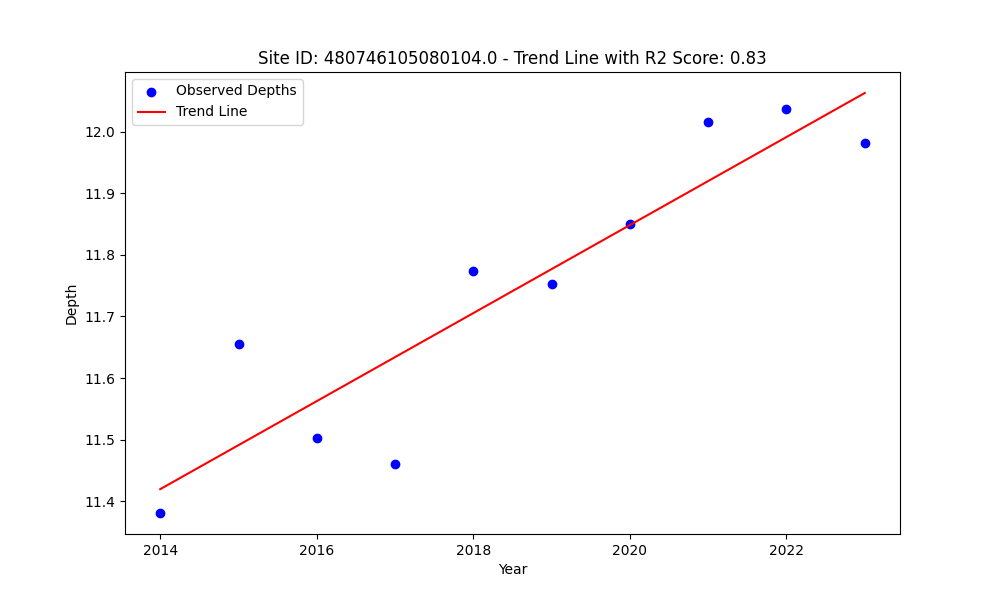 Site ID: 480746105080104.0 - Trend Line with R2 Score: 0.83
Observed Depths
Trend Line
12.0
11.9
11.8
11.7
11.6
11.5
11.4
Depth
2014 2016 2018 2020 2022
Year